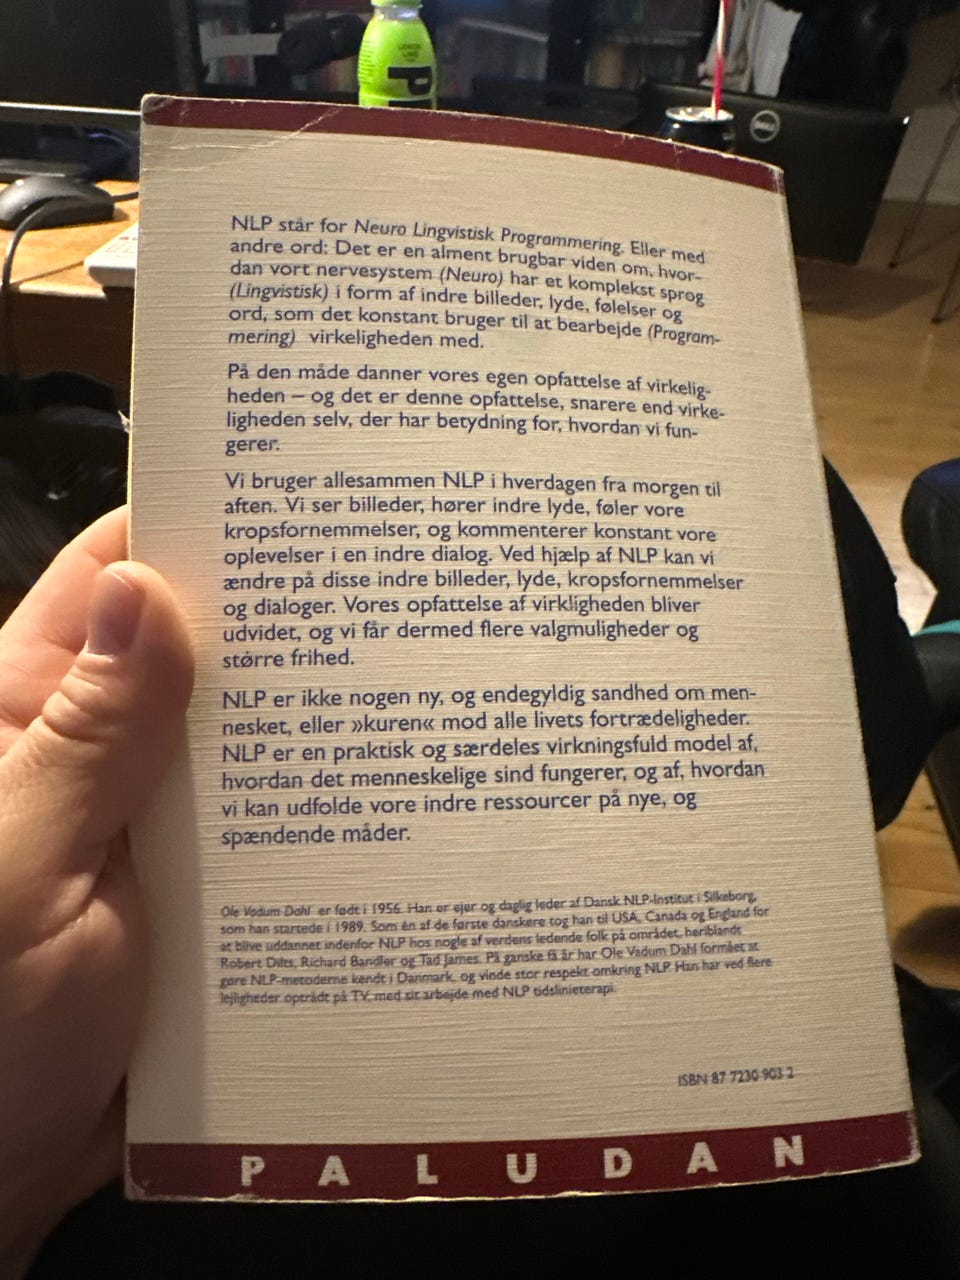 LEMON
LIME
P
DELL
NLP står for Neuro Lingvistisk Programmering. Eller med
andre ord: Det er en alment brugbar viden om, hvor-
dan vort nervesystem (Neuro) har et komplekst sprog
(Lingvistisk) i form af indre billeder, lyde, følelser og
ord, som det konstant bruger til at bearbejde (Program-
mering) virkeligheden med.
På den måde danner vores egen opfattelse af virkelig-
heden – og det er denne opfattelse, snarere end virke-
ligheden selv, der har betydning for, hvordan vi fun-
gerer.
Vi bruger allesammen NLP i hverdagen fra morgen til
aften. Vi ser billeder, hører indre lyde, føler vore
kropsfornemmelser, og kommenterer konstant vore
oplevelser i en indre dialog. Ved hjælp af NLP kan vi
ændre på disse indre billeder, lyde, kropsfornemmelser
og dialoger. Vores opfattelse af virkligheden bliver
udvidet, og vi får dermed flere valgmuligheder og
større frihed.
NLP er ikke nogen ny, og endegyldig sandhed om men-
nesket, eller »kuren« mod alle livets fortrædeligheder.
NLP er en praktisk og særdeles virkningsfuld model af,
hvordan det menneskelige sind fungerer, og af, hvordan
vi kan udfolde vore indre ressourcer på nye, og
spændende måder.
Ole Vadum Dahl er født i 1956. Han er ejer og daglig leder af Dansk NLP-Institut i Silkeborg,
som han startede i 1989. Som én af de første danskere tog han til USA, Canada og England for
at blive uddannet indenfor NLP hos nogle af verdens ledende folk på området, heriblandt
Robert Dilts, Richard Bandler og Tad James. På ganske få år har Ole Vadum Dahl formået at
gøre NLP-metoderne kendt i Danmark, og vinde stor respekt omkring NLP. Han har ved flere
lejligheder optrådt på TV, med sit arbejde med NLP tidslinieterapi.
ISBN 87 7230 903 2
PALUDAN